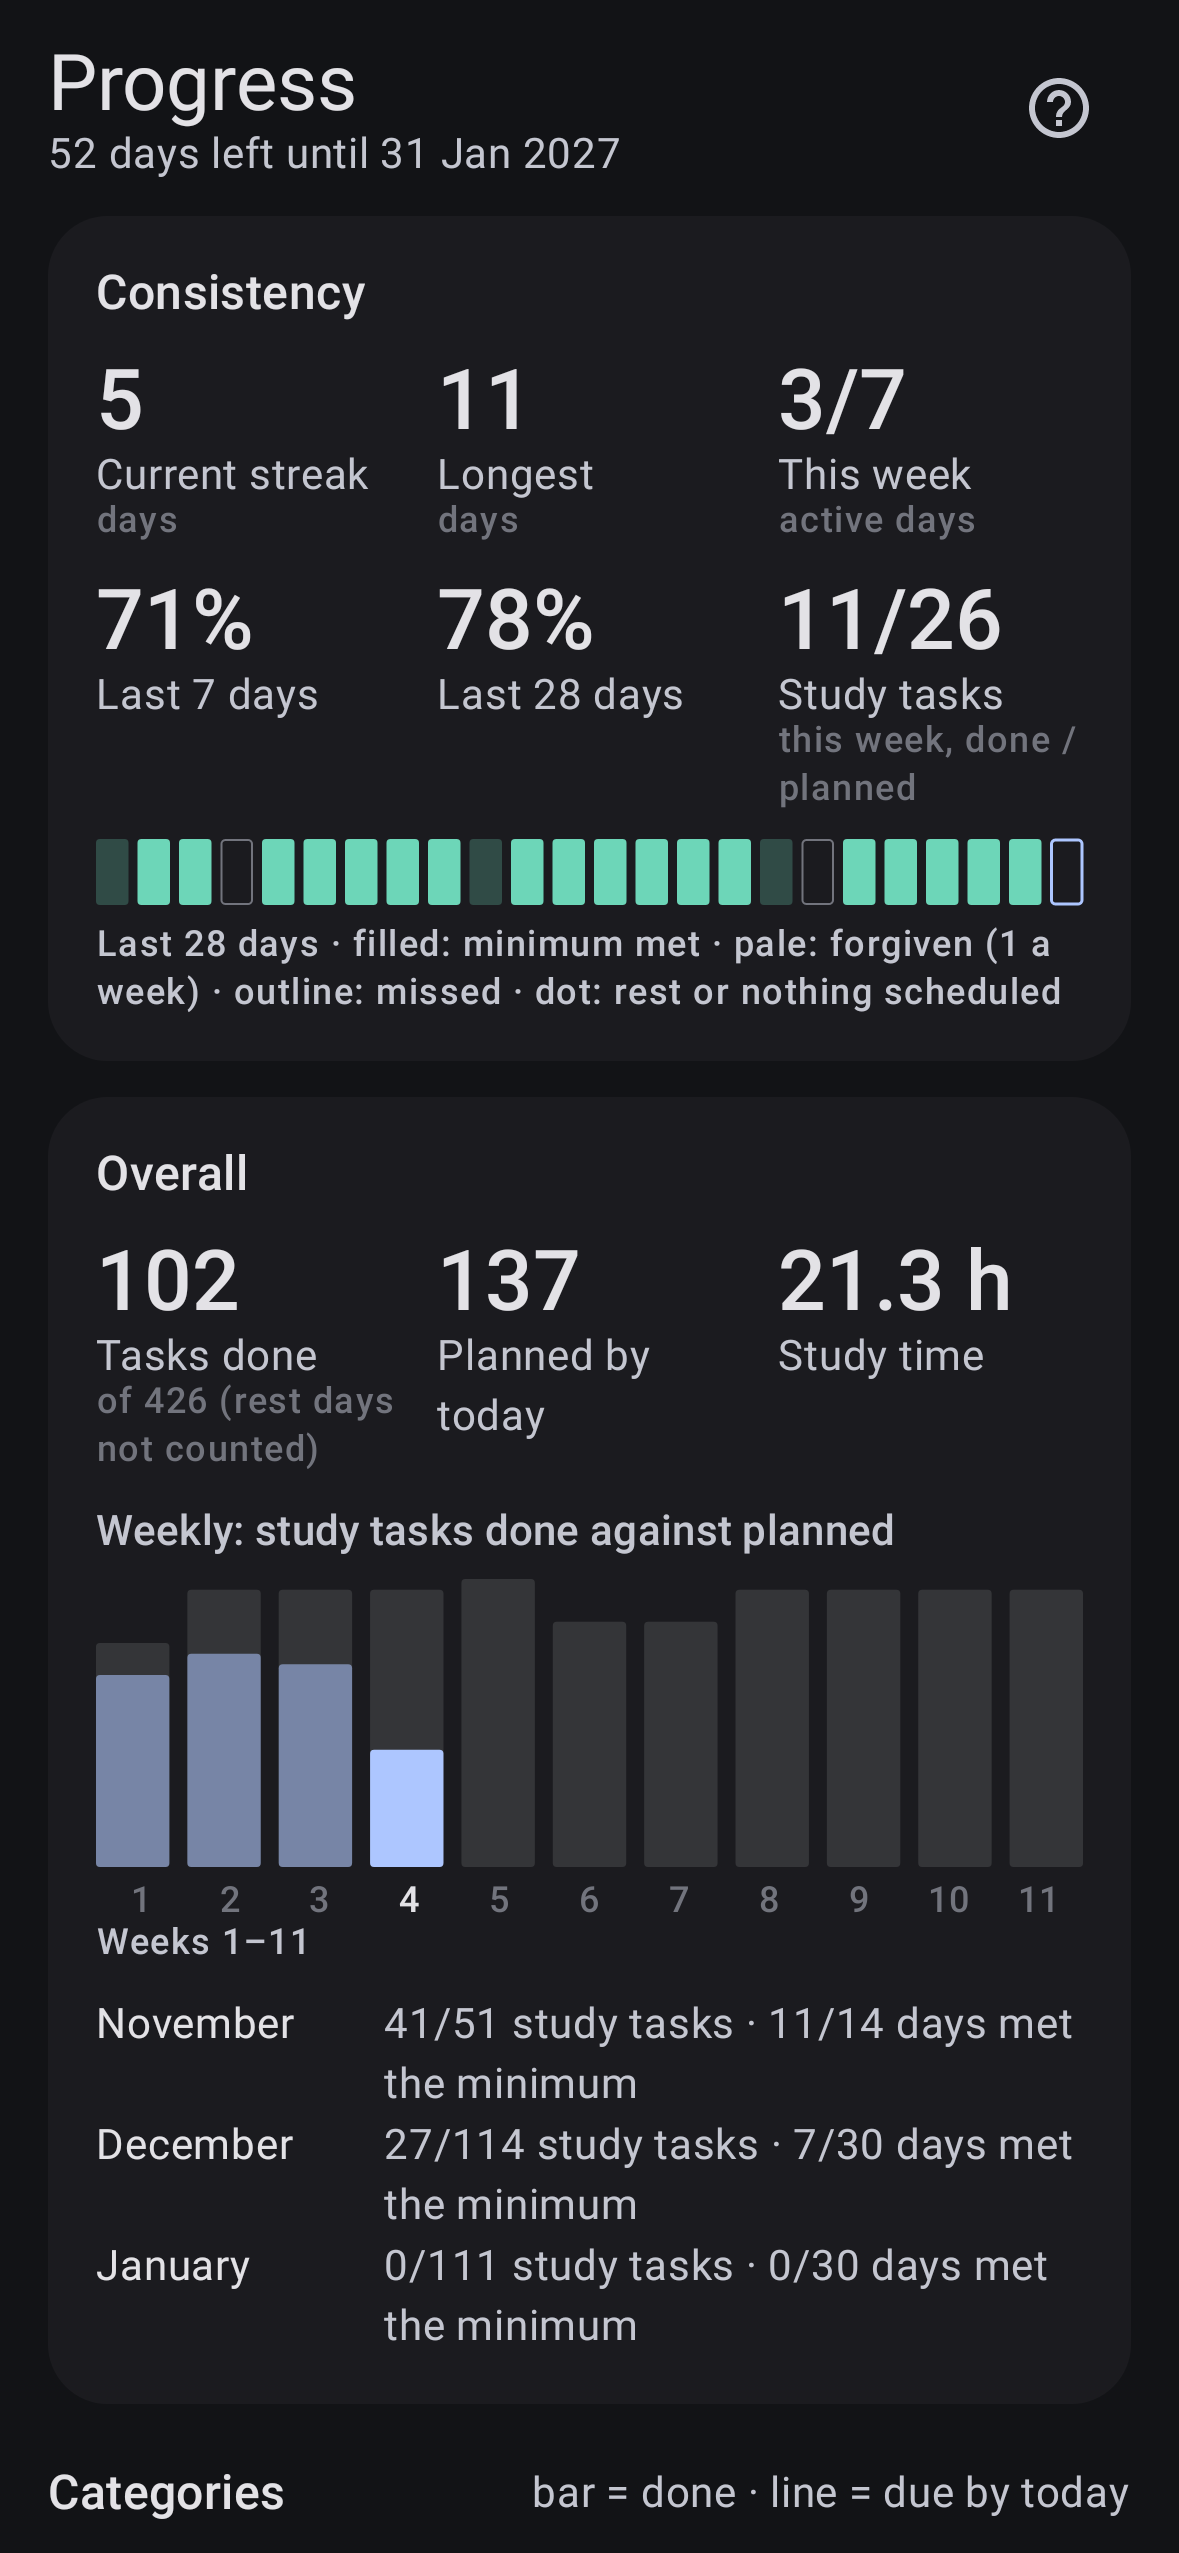 Progress
52 days left until 31 Jan 2027
Consistency
5
Current streak
days
11
Longest
days
3/7
This week
active days
71%
Last 7 days
78%
Last 28 days
11/26
Study tasks
this week, done /
planned
Last 28 days · filled: minimum met · pale: forgiven (1 a
week) · outline: missed · dot: rest or nothing scheduled
Overall
102
Tasks done
of 426 (rest days
not counted)
137
Planned by
today
21.3 h
Study time
Weekly: study tasks done against planned
1 2 3 4 5 6 7 8 9 10 11
Weeks 1–11
November 41/51 study tasks · 11/14 days met
the minimum
December 27/114 study tasks · 7/30 days met
the minimum
January 0/111 study tasks · 0/30 days met
the minimum
Categories bar = done · line = due by today